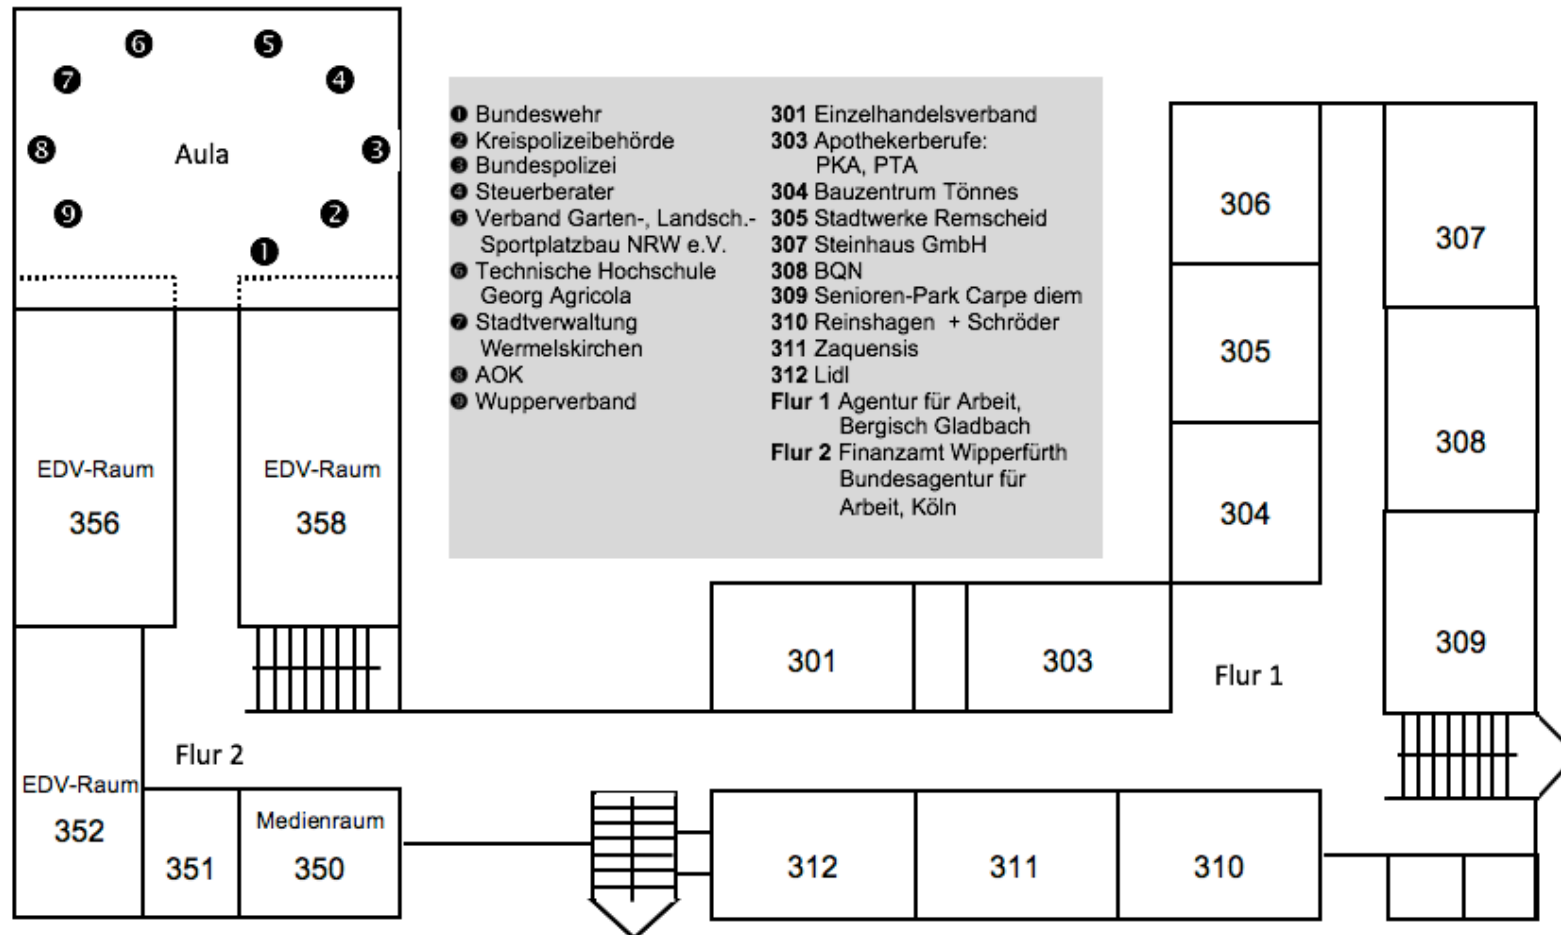 ❻
❺
❼
❹
❽
Aula
❸
❾
❷
❶
❶ Bundeswehr
❷ Kreispolizeibehörde
❸ Bundespolizei
❹ Steuerberater
❺ Verband Garten-, Landsch.-
Sportplatzbau NRW e.V.
❻ Technische Hochschule
Georg Agricola
❼ Stadtverwaltung
Wermelskirchen
❽ AOK
❾ Wupperverband
301 Einzelhandelsverband
303 Apothekerberufe:
PKA, PTA
304 Bauzentrum Tönnes
305 Stadtwerke Remscheid
307 Steinhaus GmbH
308 BQN
309 Senioren-Park Carpe diem
310 Reinshagen + Schröder
311 Zaquensis
312 Lidl
Flur 1 Agentur für Arbeit,
Bergisch Gladbach
Flur 2 Finanzamt Wipperfürth
Bundesagentur für
Arbeit, Köln
306
307
305
308
304
309
EDV-Raum
356
EDV-Raum
358
301
303
Flur 1
Flur 2
EDV-Raum
352
351
Medienraum
350
312
311
310